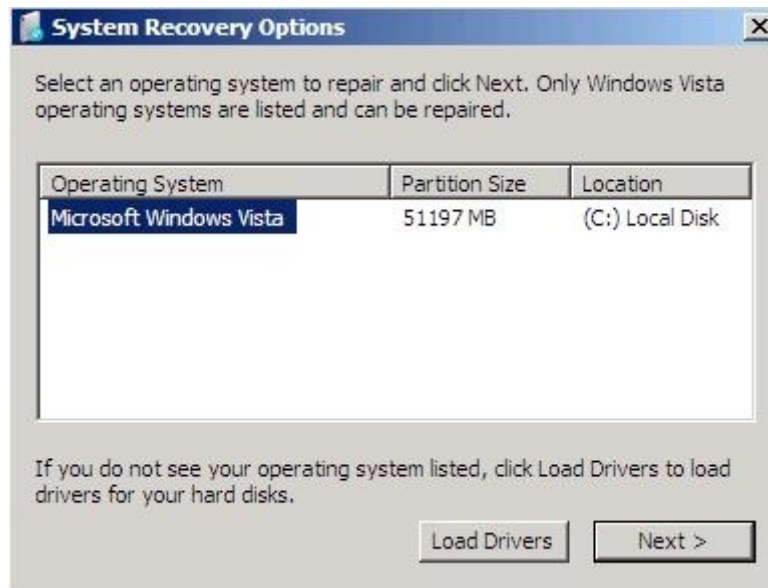 System Recovery Options
Select an operating system to repair and click Next. Only Windows Vista
operating systems are listed and can be repaired.
Operating System Partition Size Location
Microsoft Windows Vista 51197 MB (C:) Local Disk
If you do not see your operating system listed, click Load Drivers to load
drivers for your hard disks.
Load Drivers Next >